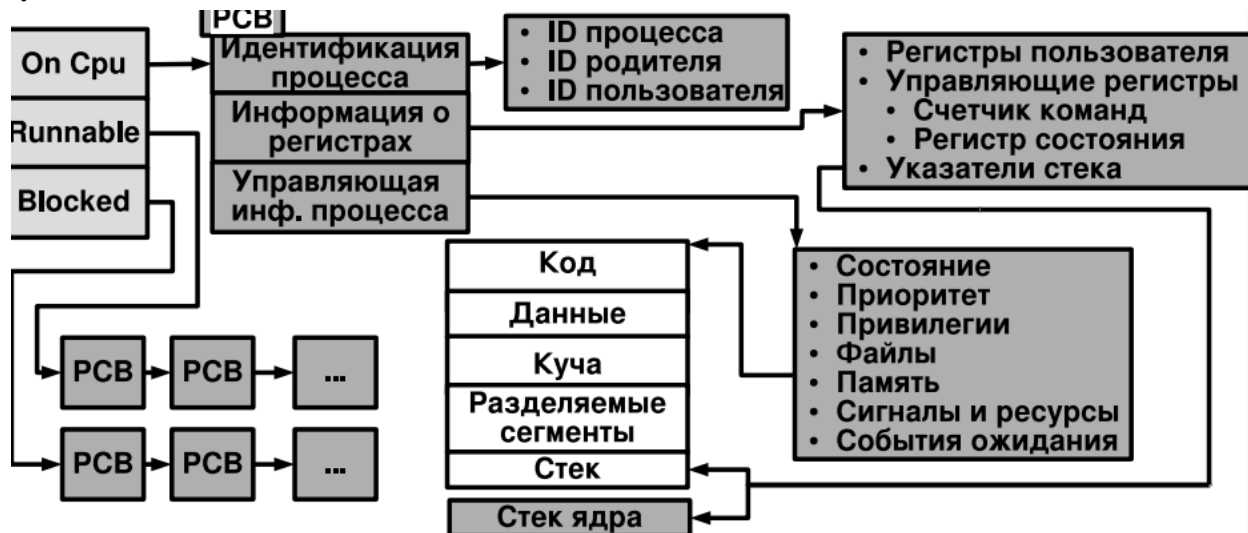 PCB
On Cpu
Runnable
Blocked
Идентификация
процесса
Информация о
регистрах
Управляющая
инф. процесса
• ID процесса
• ID родителя
• ID пользователя
• Регистры пользователя
• Управляющие регистры
• Счетчик команд
• Регистр состояния
• Указатели стека
Код
Данные
Куча
Разделяемые
сегменты
Стек
Стек ядра
• Состояние
• Приоритет
• Привилегии
• Файлы
• Память
• Сигналы и ресурсы
• События ожидания
PCB PCB ...
PCB PCB ...